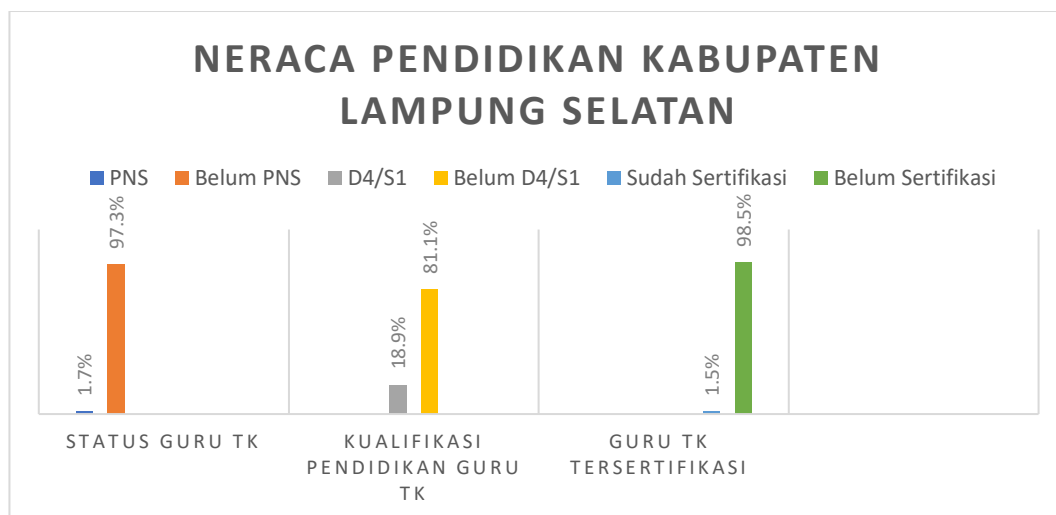 NERACA PENDIDIKAN KABUPATEN
LAMPUNG SELATAN
PNS Belum PNS D4/S1 Belum D4/S1 Sudah Sertifikasi Belum Sertifikasi
1.7%
97.3%
18.9%
81.1%
1.5%
98.5%
STATUS GURU TK
KUALIFIKASI
PENDIDIKAN GURU
TK
GURU TK
TERSERTIFIKASI